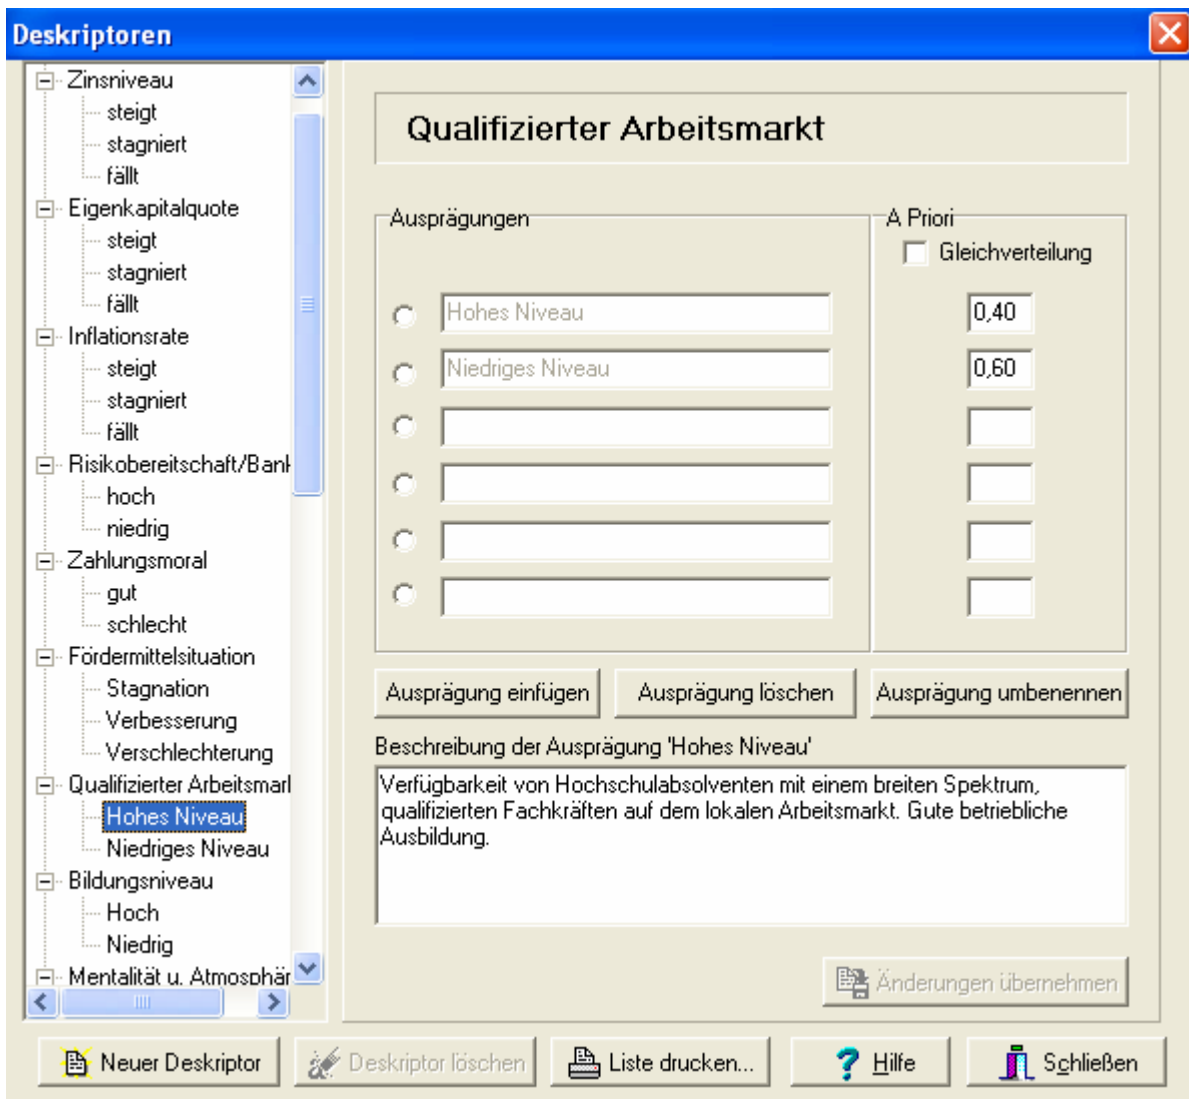 Deskriptoren
Zinsniveau
steigt
stagniert
fällt
Eigenkapitalquote
steigt
stagniert
fällt
Inflationsrate
steigt
stagniert
fällt
Risikobereitschaft/Bank
hoch
niedrig
Zahlungsmoral
gut
schlecht
Fördermittelsituation
Stagnation
Verbesserung
Verschlechterung
Qualifizierter Arbeitsmarl
Hohes Niveau
Niedriges Niveau
Bildungsniveau
Hoch
Niedrig
Mentalität u. Atmosphär
Qualifizierter Arbeitsmarkt
Ausprägungen
A Priori
Gleichverteilung
Hohes Niveau 0,40
Niedriges Niveau 0,60
Ausprägung einfügen Ausprägung löschen Ausprägung umbenennen
Beschreibung der Ausprägung 'Hohes Niveau'
Verfügbarkeit von Hochschulabsolventen mit einem breiten Spektrum,
qualifizierten Fachkräften auf dem lokalen Arbeitsmarkt. Gute betriebliche
Ausbildung.
Änderungen übernehmen
Neuer Deskriptor Deskriptor löschen Liste drucken... Hilfe Schließen